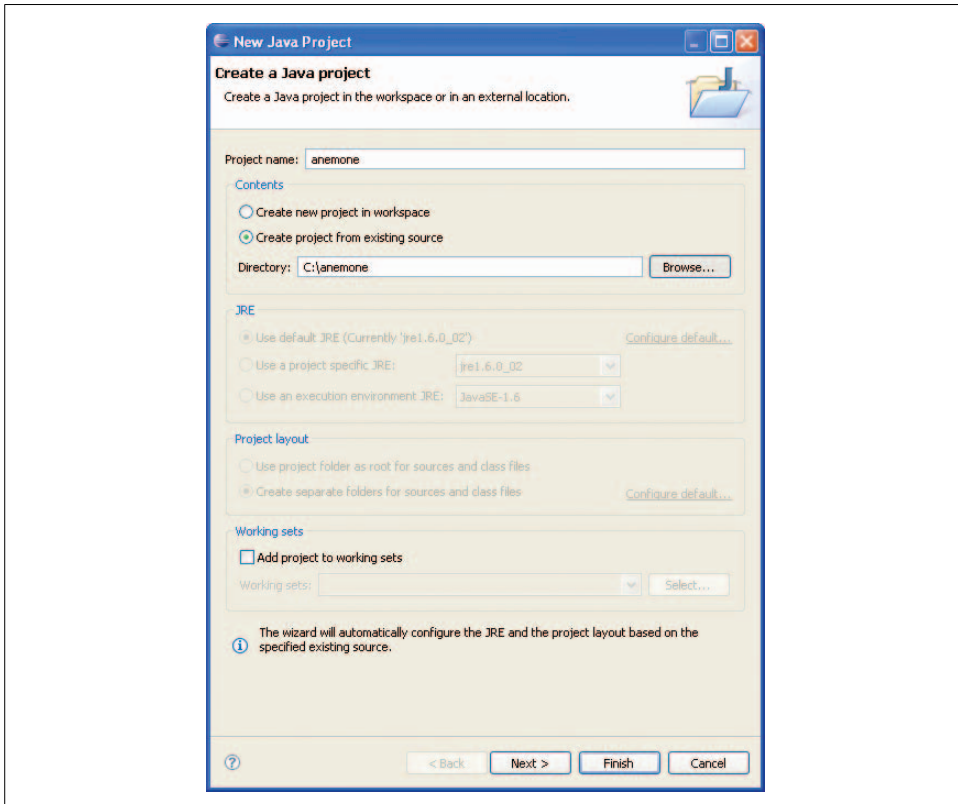 New Java Project
Create a Java project
Create a Java project in the workspace or in an external location.
Project name: anemone
Contents
Create new project in workspace
Create project from existing source
Directory: C:\anemone Browse...
JRE
Use default JRE (Currently 'jre1.6.0_02') Configure default...
Use a project specific JRE: jre1.6.0_02
Use an execution environment JRE: JavaSE-1.6
Project layout
Use project folder as root for sources and class files
Create separate folders for sources and class files Configure default...
Working sets
Add project to working sets
Working sets: Select...
The wizard will automatically configure the JRE and the project layout based on the
specified existing source.
? < Back Next > Finish Cancel